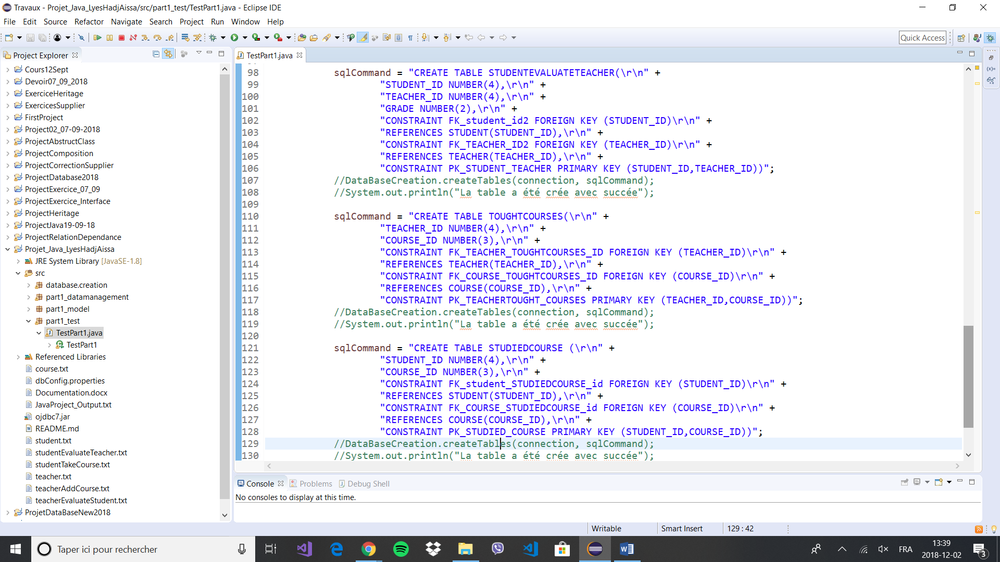 Travaux - Projet_Java_LyesHadjAissa/src/part1_test/TestPart1.java - Eclipse IDE
File Edit Source Refactor Navigate Search Project Run Window Help
Quick Access
Project Explorer
Cours12Sept
Devoir07_09_2018
ExerciceHeritage
ExercicesSupplier
FirstProject
Project02_07-09-2018
ProjectAbstructClass
ProjectComposition
ProjectCorrectionSupplier
ProjectDatabase2018
ProjectExercice_07_09
ProjectExercice_Interface
ProjectHeritage
ProjectJava19-09-18
ProjectRelationDependance
Projet_Java_LyesHadjAissa
JRE System Library [JavaSE-1.8]
src
database.creation
part1_datamanagement
part1_model
part1_test
TestPart1.java
TestPart1
Referenced Libraries
course.txt
dbConfig.properties
Documentation.docx
JavaProject_Output.txt
ojdbc7.jar
README.md
student.txt
studentEvaluateTeacher.txt
studentTakeCourse.txt
teacher.txt
teacherAddCourse.txt
teacherEvaluateStudent.txt
ProjetDataBaseNew2018
TestPart1.java
98 sqlCommand = "CREATE TABLE STUDENTEVALUATETEACHER(\r\n" +
99 "STUDENT_ID NUMBER(4),\r\n" +
100 "TEACHER_ID NUMBER(4),\r\n" +
101 "GRADE NUMBER(2),\r\n" +
102 "CONSTRAINT FK_student_id2 FOREIGN KEY (STUDENT_ID)\r\n" +
103 "REFERENCES STUDENT(STUDENT_ID),\r\n" +
104 "CONSTRAINT FK_TEACHER_ID2 FOREIGN KEY (TEACHER_ID)\r\n" +
105 "REFERENCES TEACHER(TEACHER_ID),\r\n" +
106 "CONSTRAINT PK_STUDENT_TEACHER PRIMARY KEY (STUDENT_ID,TEACHER_ID))";
107 //DataBaseCreation.createTables(connection, sqlCommand);
108 //System.out.println("La table a été crée avec succée");
109
110 sqlCommand = "CREATE TABLE TOUGHTCOURSES(\r\n" +
111 "TEACHER_ID NUMBER(4),\r\n" +
112 "COURSE_ID NUMBER(3),\r\n" +
113 "CONSTRAINT FK_TEACHER_TOUGHTCOURSES_ID FOREIGN KEY (TEACHER_ID)\r\n" +
114 "REFERENCES TEACHER(TEACHER_ID),\r\n" +
115 "CONSTRAINT FK_COURSE_TOUGHTCOURSES_ID FOREIGN KEY (COURSE_ID)\r\n" +
116 "REFERENCES COURSE(COURSE_ID),\r\n" +
117 "CONSTRAINT PK_TEACHERTOUGHT_COURSES PRIMARY KEY (TEACHER_ID,COURSE_ID))";
118 //DataBaseCreation.createTables(connection, sqlCommand);
119 //System.out.println("La table a été crée avec succée");
120
121 sqlCommand = "CREATE TABLE STUDIEDCOURSE (\r\n" +
122 "STUDENT_ID NUMBER(4),\r\n" +
123 "COURSE_ID NUMBER(3),\r\n" +
124 "CONSTRAINT FK_student_STUDIEDCOURSE_id FOREIGN KEY (STUDENT_ID)\r\n" +
125 "REFERENCES STUDENT(STUDENT_ID),\r\n" +
126 "CONSTRAINT FK_COURSE_STUDIEDCOURSE_id FOREIGN KEY (COURSE_ID)\r\n" +
127 "REFERENCES COURSE(COURSE_ID),\r\n" +
128 "CONSTRAINT PK_STUDIED_COURSE PRIMARY KEY (STUDENT_ID,COURSE_ID))";
129 //DataBaseCreation.createTables(connection, sqlCommand);
130 //System.out.println("La table a été crée avec succée");
Console Problems Debug Shell
No consoles to display at this time.
Writable Smart Insert 129 : 42
Taper ici pour rechercher
FRA
13:39
2018-12-02
3